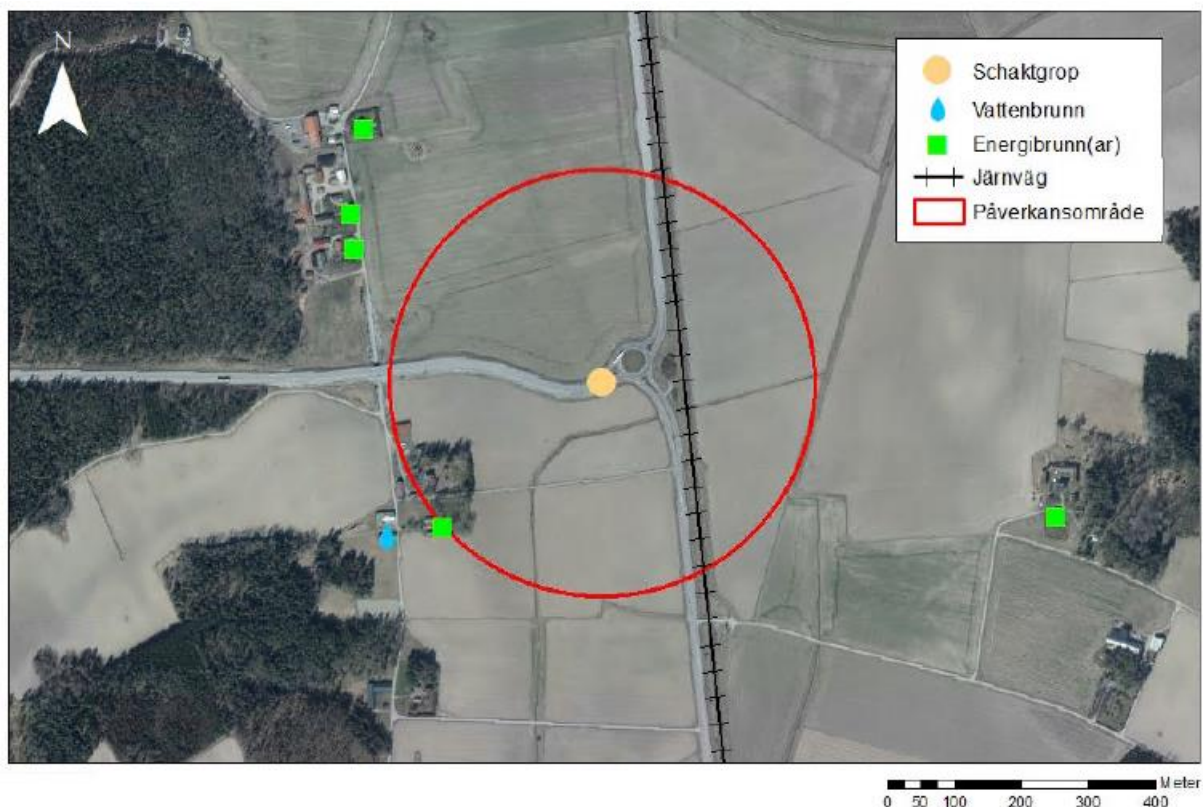 N
Schaktgrop
Vattenbrunn
Energibrunn(ar)
Järnväg
Påverkansområde
Meter
0 50 100 200 300 400